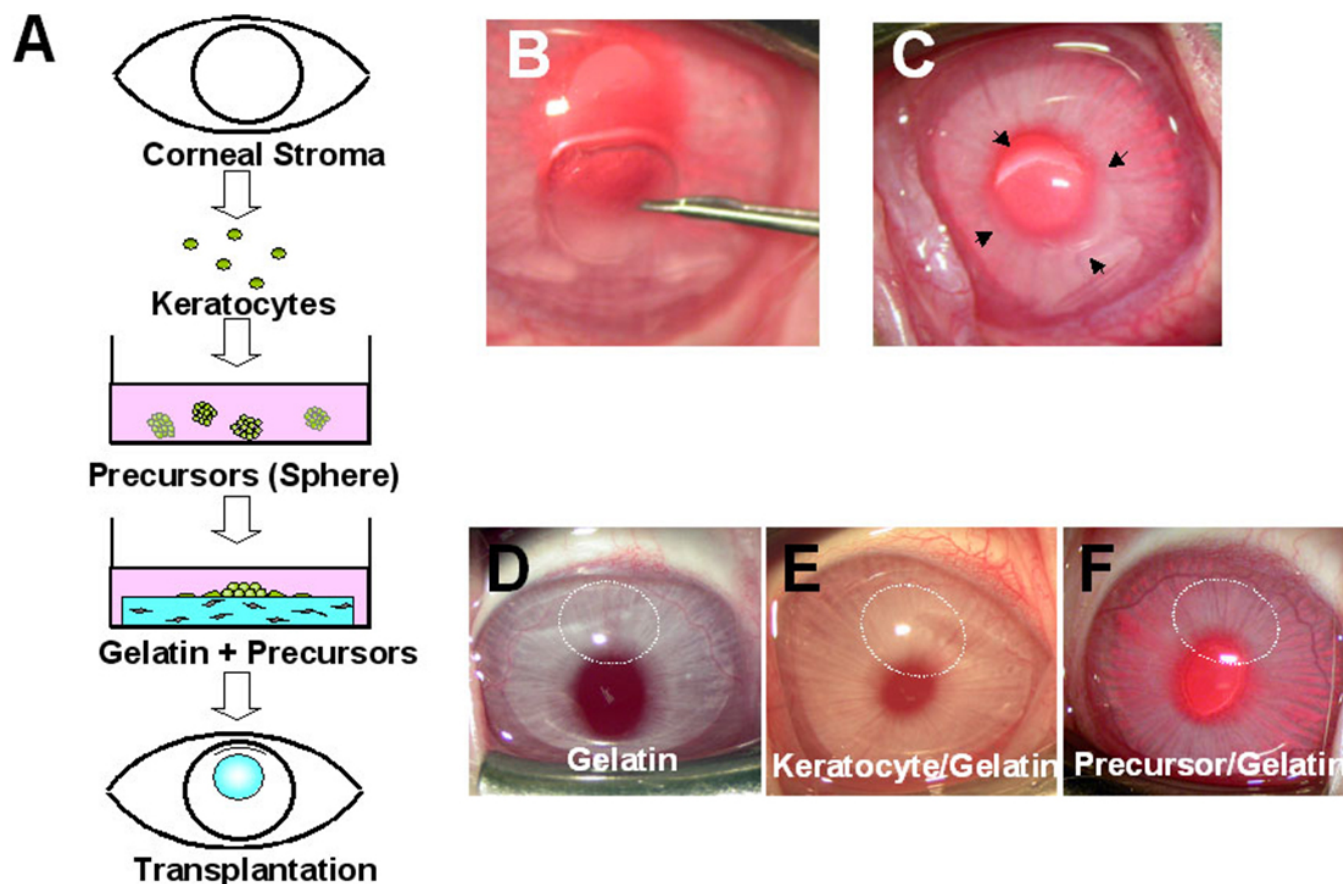 A
Corneal Stroma
Keratocytes
Precursors (Sphere)
Gelatin + Precursors
Transplantation
B
C
D
Gelatin
E
Keratocyte/Gelatin
F
Precursor/Gelatin